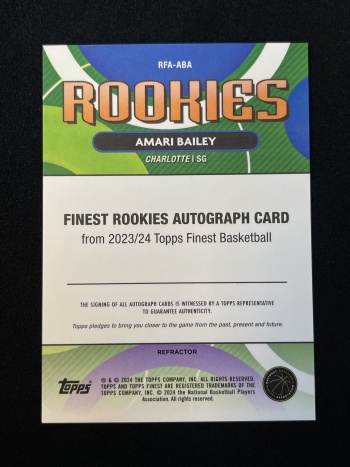 RFA-ABA
ROOKIES
AMARI BAILEY
CHARLOTTE | SG
FINEST ROOKIES AUTOGRAPH CARD
from 2023/24 Topps Finest Basketball
THE SIGNING OF ALL AUTOGRAPH CARDS IS WITNESSED BY A TOPPS REPRESENTATIVE
TO GUARANTEE AUTHENTICITY.
Topps pledges to bring you closer to the game from the past, present and future.
REFRACTOR
topps
® & © 2024 THE TOPPS COMPANY, INC. ALL RIGHTS RESERVED.
TOPPS AND TOPPS FINEST ARE REGISTERED TRADEMARKS OF THE
TOPPS COMPANY, INC. © 2024 the National Basketball Players
Association. All rights reserved.